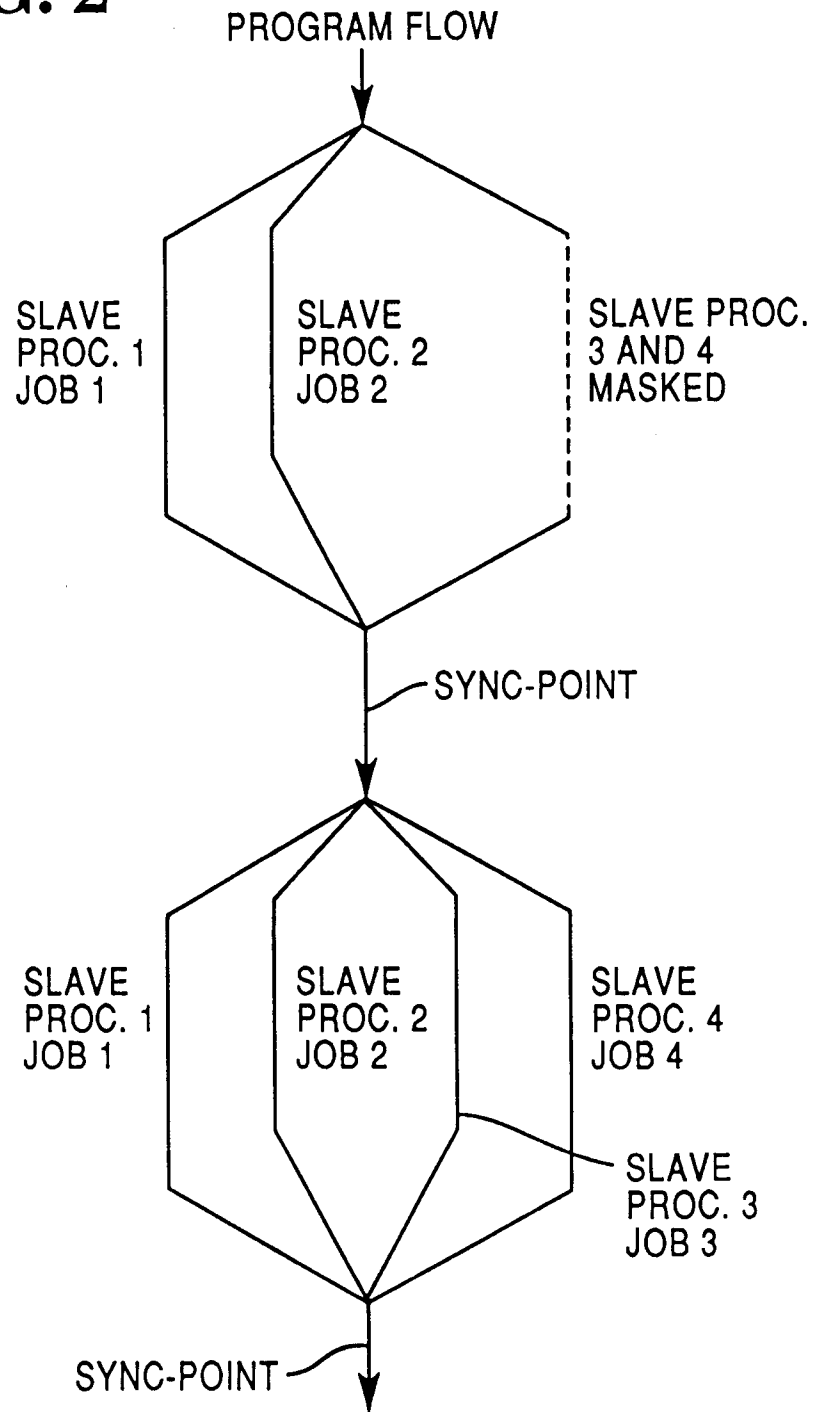 G. 2
PROGRAM FLOW
SLAVE
PROC. 1
JOB 1
SLAVE
PROC. 2
JOB 2
SLAVE PROC.
3 AND 4
MASKED
SYNC-POINT
SLAVE
PROC. 1
JOB 1
SLAVE
PROC. 2
JOB 2
SLAVE
PROC. 4
JOB 4
SLAVE
PROC. 3
JOB 3
SYNC-POINT